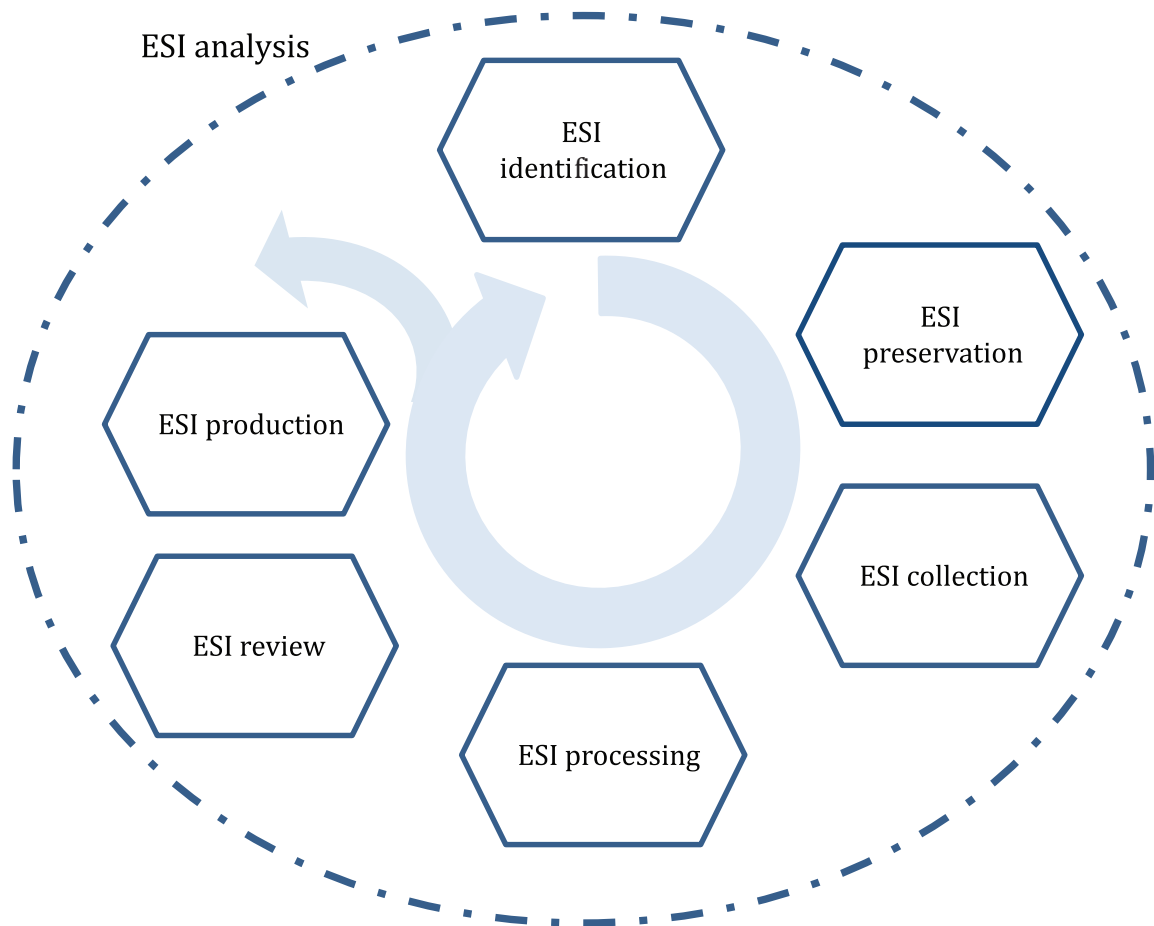 ESI analysis
ESI
identification
ESI
preservation
ESI collection
ESI processing
ESI review
ESI production